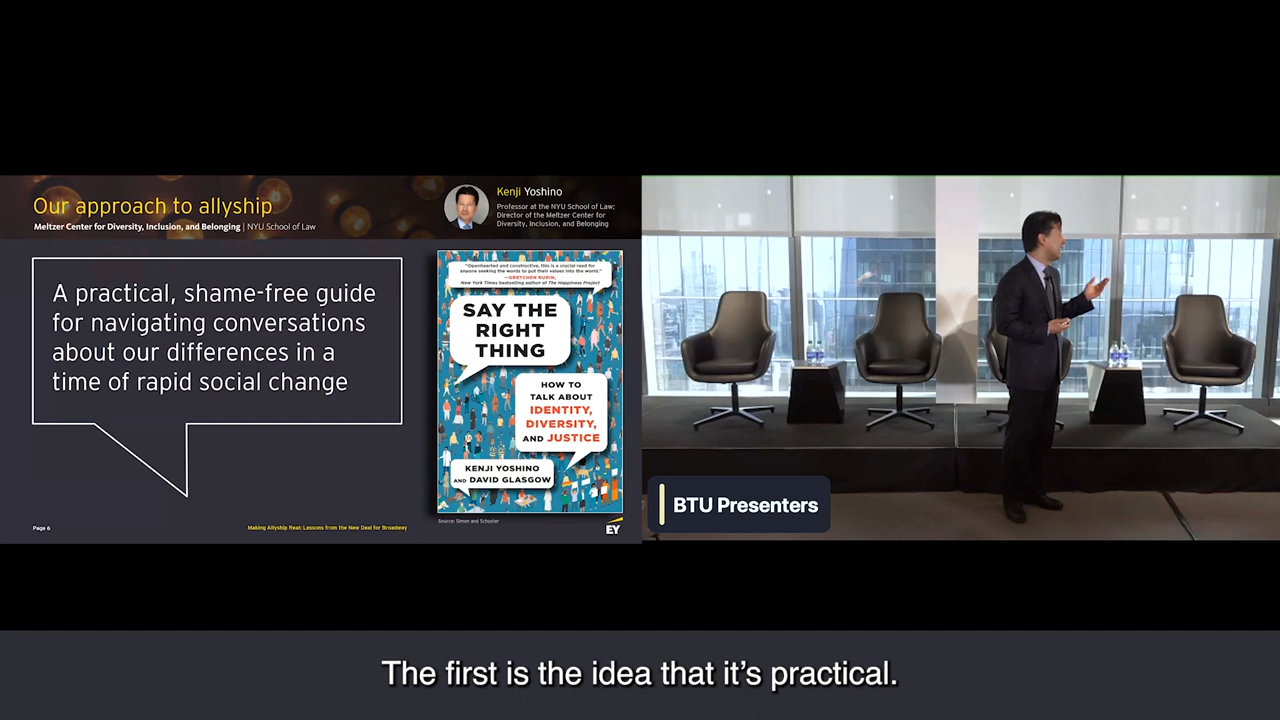 Our approach to allyship
Meltzer Center for Diversity, Inclusion, and Belonging | NYU School of Law
Kenji Yoshino
Professor at the NYU School of Law;
Director of the Meltzer Center for
Diversity, Inclusion, and Belonging
A practical, shame-free guide
for navigating conversations
about our differences in a
time of rapid social change
"Openhearted and constructive, this is a crucial read for
anyone seeking the words to put their values into the world."
—GRETCHEN RUBIN,
New York Times bestselling author of The Happiness Project
SAY THE
RIGHT
THING
HOW TO
TALK ABOUT
IDENTITY,
DIVERSITY,
AND JUSTICE
KENJI YOSHINO
AND DAVID GLASGOW
Source: Simon and Schuster
Page 6
Making Allyship Real: Lessons from the New Deal for Broadway
EY
BTU Presenters
The first is the idea that it's practical.